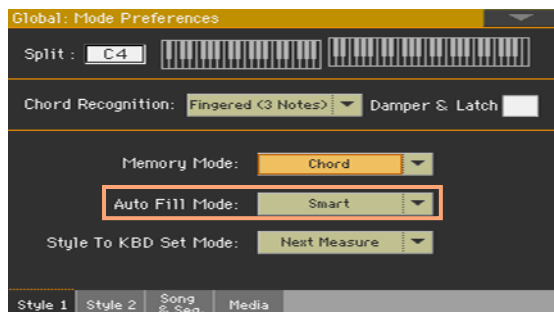 Global: Mode Preferences
Split : C4
Chord Recognition: Fingered (3 Notes) Damper & Latch
Memory Mode: Chord
Auto Fill Mode: Smart
Style To KBD Set Mode: Next Measure
Style 1 Style 2 Song & Seq. Media